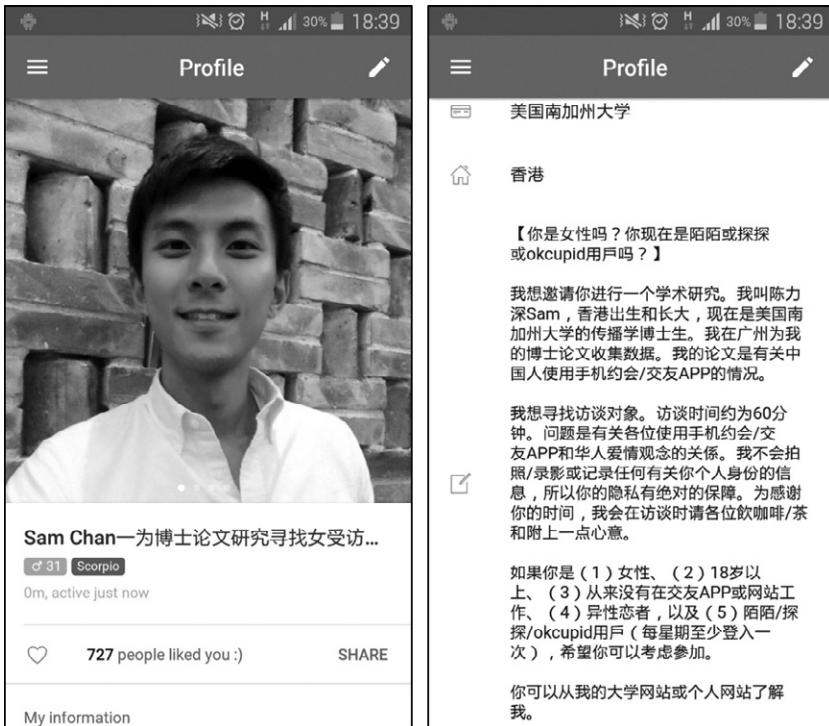 30% 18:39
Profile
Sam Chan一为博士论文研究寻找女受访...
♂ 31 Scorpio
0m, active just now
727 people liked you :) SHARE
My information
30% 18:39
Profile
美国南加州大学
香港
【你是女性吗？你现在是陌陌或探探
或okcupid用戶吗？】
我想邀请你进行一个学术研究。我叫陈力
深Sam，香港出生和长大，现在是美国南
加州大学的传播学博士生。我在广州为我
的博士论文收集数据。我的论文是有关中
国人使用手机约会/交友APP的情况。
我想寻找访谈对象。访谈时间约为60分
钟。问题是有关各位使用手机约会/交
友APP和华人爱情观念的关係。我不会拍
照/录影或记录任何有关你个人身份的信
息，所以你的隐私有绝对的保障。为感谢
你的时间，我会在访谈时请各位飲咖啡/茶
和附上一点心意。
如果你是（1）女性、（2）18岁以
上、（3）从来没有在交友APP或网站工
作、（4）异性恋者，以及（5）陌陌/探
探/okcupid用戶（每星期至少登入一
次），希望你可以考虑參加。
你可以从我的大学网站或个人网站了解
我。